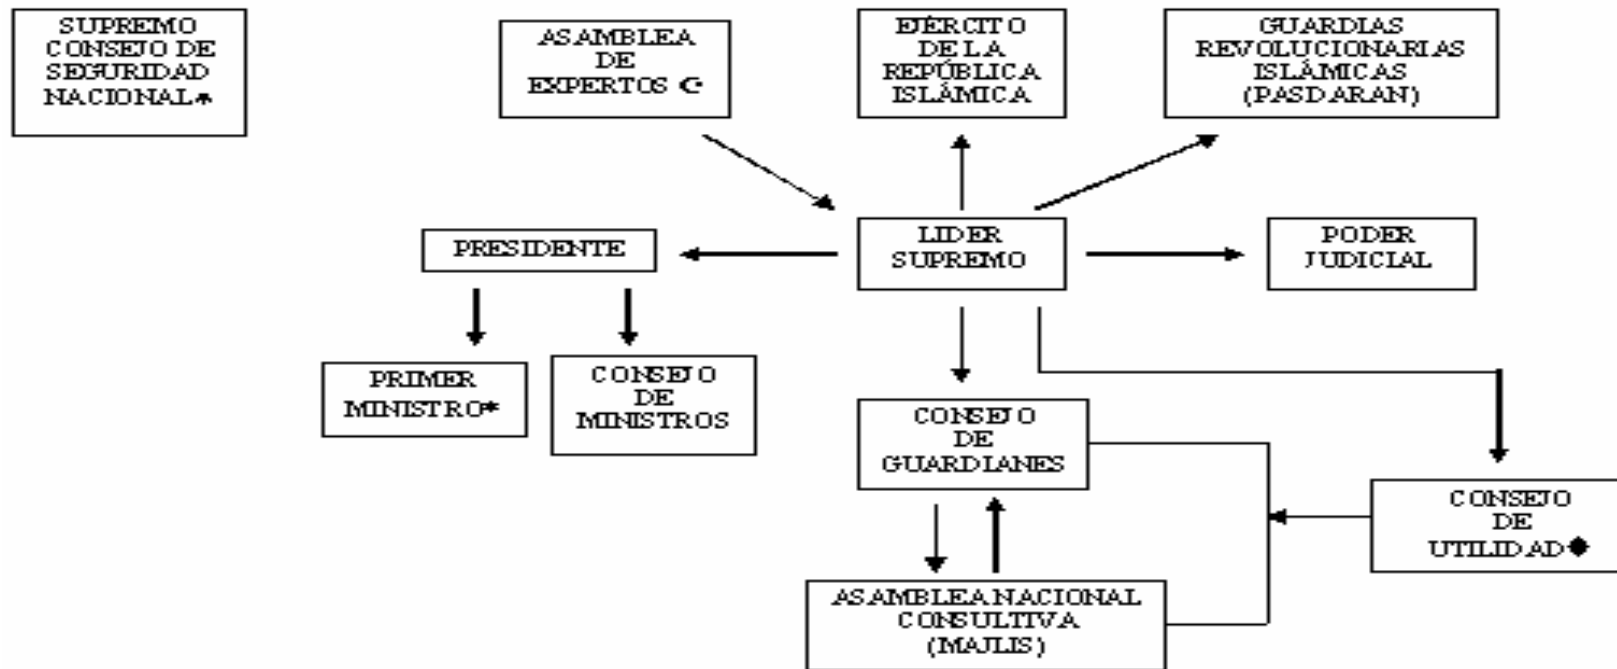 SUPREMO
CONSEJO DE
SEGURIDAD
NACIONAL*
ASAMBLEA
DE
EXPERTOS ☪
EJÉRCITO
DE LA
REPÚBLICA
ISLÁMICA
GUARDIAS
REVOLUCIONARIAS
ISLÁMICAS
(PASDARAN)
PRESIDENTE
LIDER
SUPREMO
PODER
JUDICIAL
PRIMER
MINISTRO*
CONSEJO
DE
MINISTROS
CONSEJO
DE
GUARDIANES
CONSEJO
DE
UTILIDAD◆
ASAMBLEA NACIONAL
CONSULTIVA
(MAJLIS)